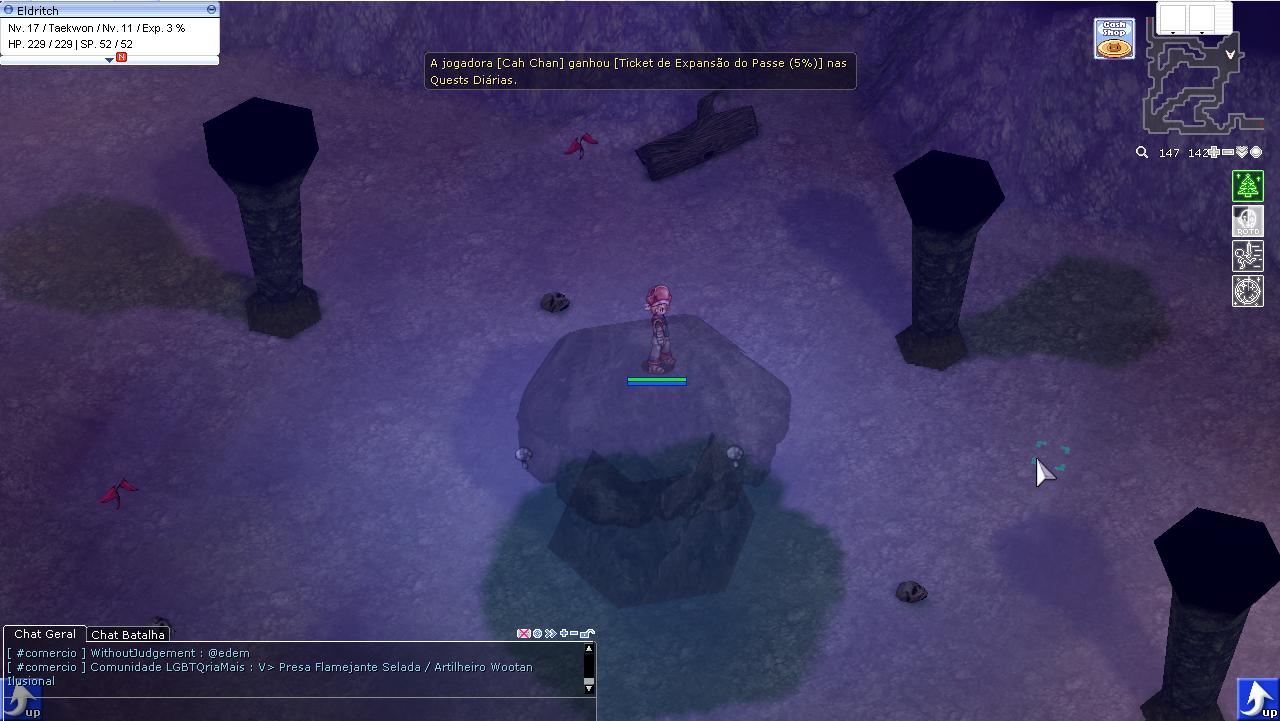 Eldritch
Nv. 17 / Taekwon / Nv. 11 / Exp. 3 %
HP. 229 / 229 | SP. 52 / 52
N
A jogadora [Cah Chan] ganhou [Ticket de Expansão do Passe (5%)] nas
Quests Diárias.
Cash
Shop
147 142
ROTD
Chat Geral
Chat Batalha
[ #comercio ] WithoutJudgement : @edem
[ #comercio ] Comunidade LGBTQriaMais : V> Presa Flamejante Selada / Artilheiro Wootan
Ilusional
up
up